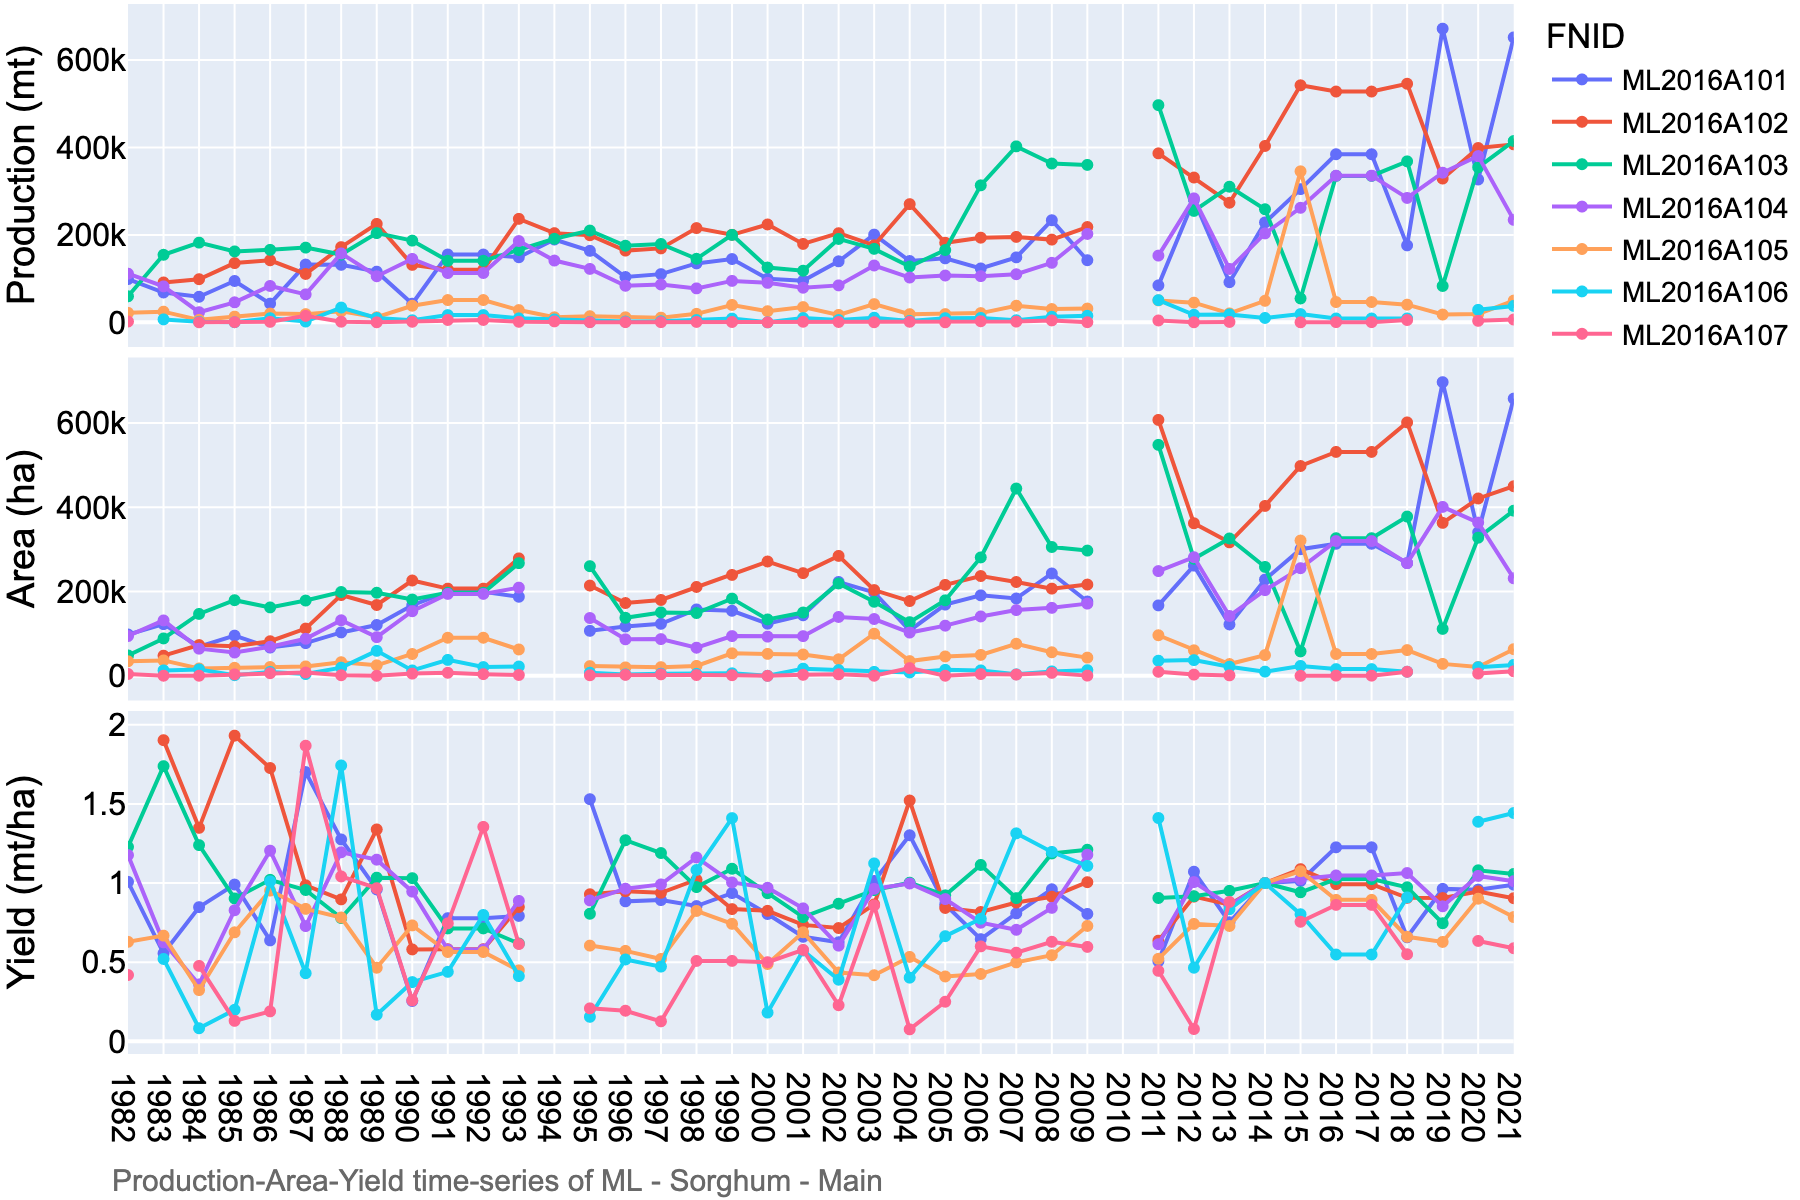 Production (mt)
600k
400k
200k
0
Area (ha)
600k
400k
200k
0
Yield (mt/ha)
2
1.5
1
0.5
0
1982
1983
1984
1985
1986
1987
1988
1989
1990
1991
1992
1993
1994
1995
1996
1997
1998
1999
2000
2001
2002
2003
2004
2005
2006
2007
2008
2009
2010
2011
2012
2013
2014
2015
2016
2017
2018
2019
2020
2021
Production-Area-Yield time-series of ML - Sorghum - Main
FNID
ML2016A101
ML2016A102
ML2016A103
ML2016A104
ML2016A105
ML2016A106
ML2016A107